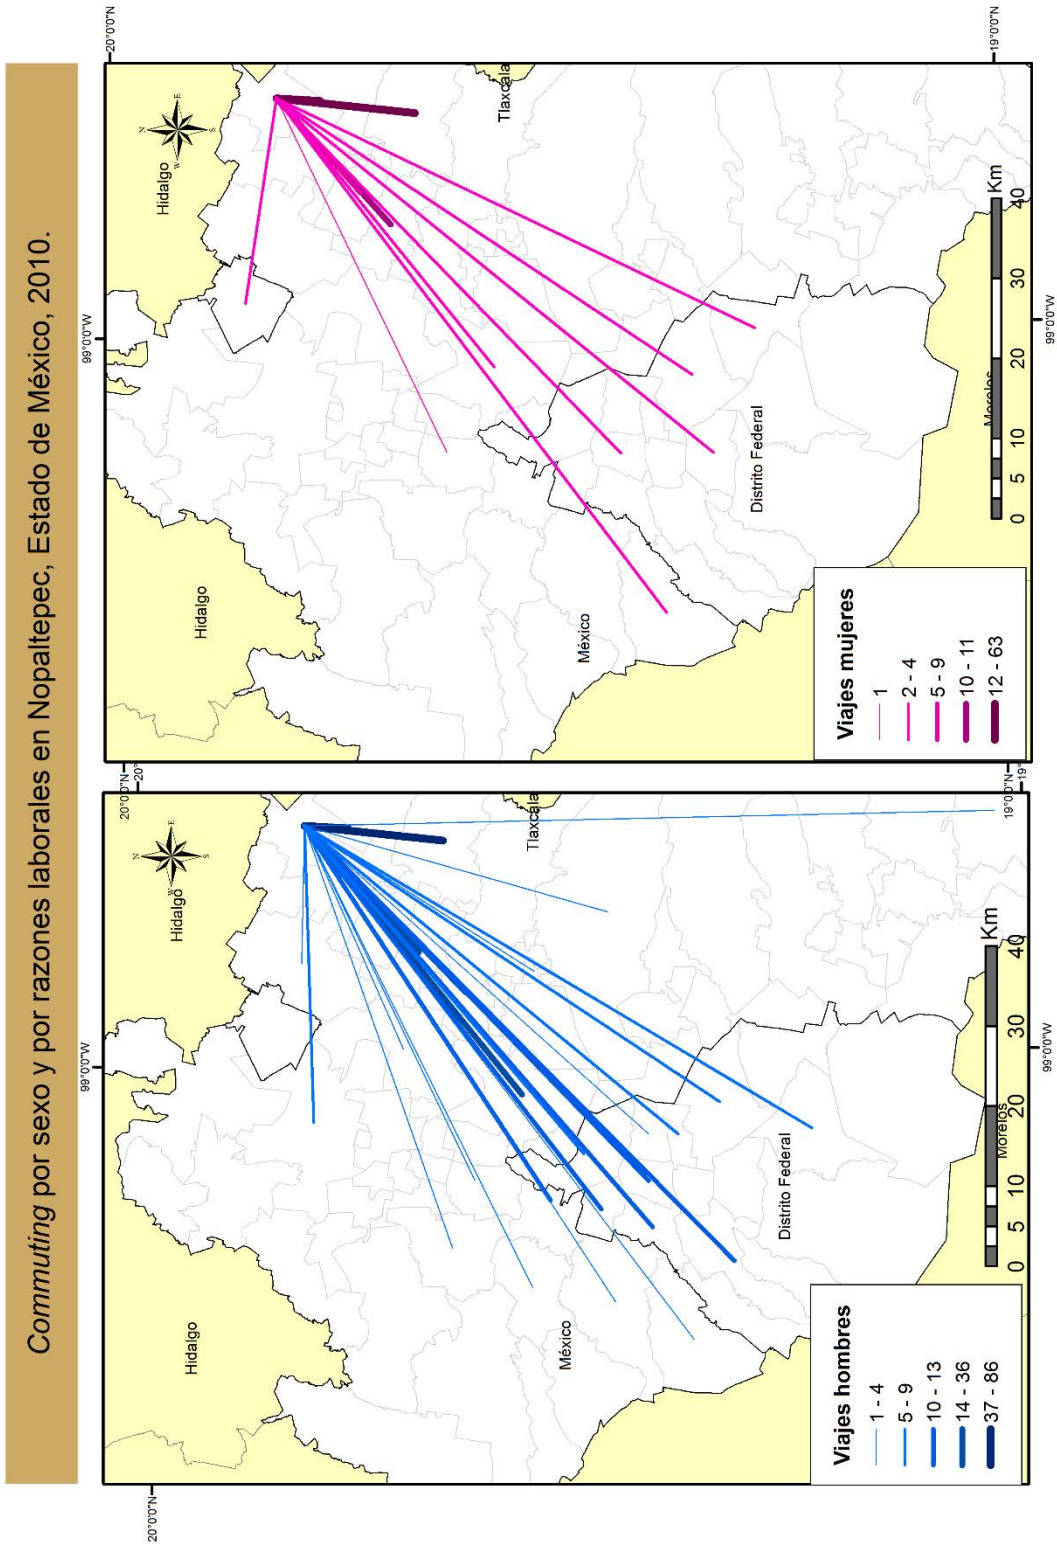 Commuting por sexo y por razones laborales en Nopaltepec, Estado de México, 2010.
99°0'0"W
20°0'0"N
20°0'0"N
Hidalgo
Hidalgo
N
E
S
W
Tlaxcala
México
Distrito Federal
Morelos
Viajes hombres
1 - 4
5 - 9
10 - 13
14 - 36
37 - 86
0 5 10 20 30 40
Km
19°0'0"N
99°0'0"W
99°0'0"W
20°
20°0'0"N
Hidalgo
Hidalgo
N
E
S
W
Tlaxcala
México
Distrito Federal
Morelos
Viajes mujeres
1
2 - 4
5 - 9
10 - 11
12 - 63
0 5 10 20 30 40
Km
19°
19°0'0"N
99°0'0"W